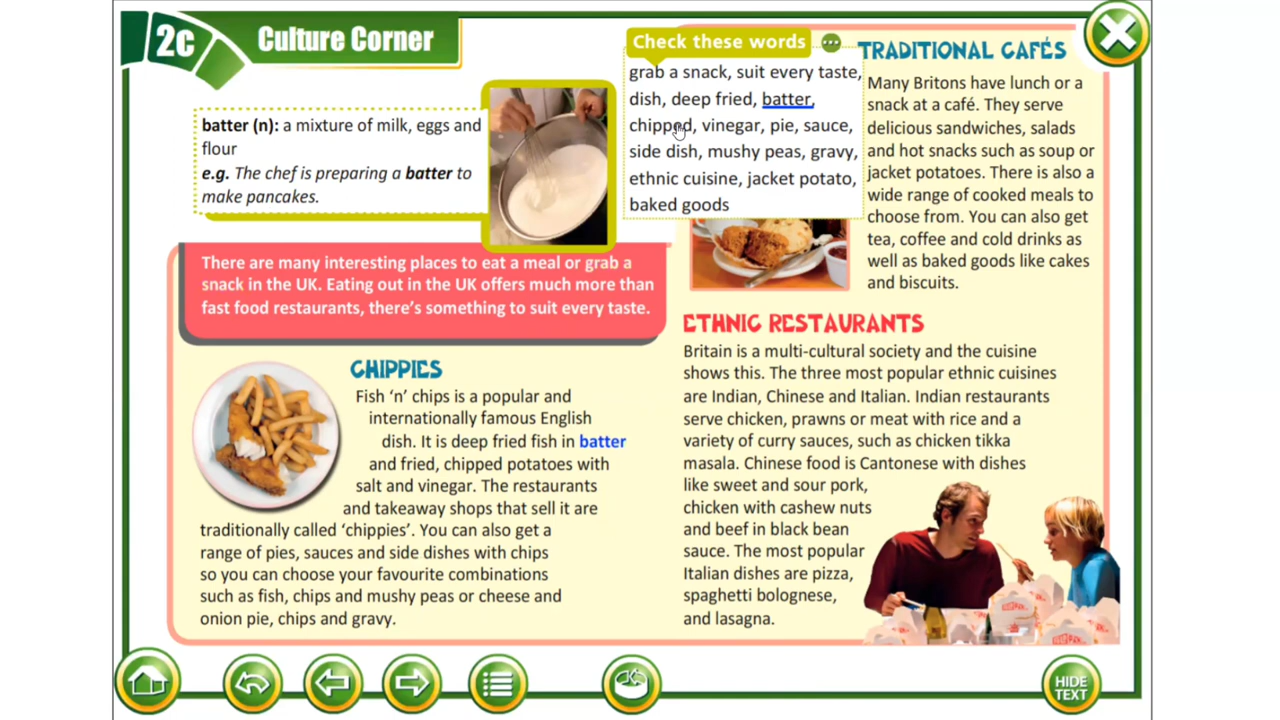 2c Culture Corner
batter (n): a mixture of milk, eggs and
flour
e.g. The chef is preparing a batter to
make pancakes.
Check these words
grab a snack, suit every taste,
dish, deep fried, batter,
chipped, vinegar, pie, sauce,
side dish, mushy peas, gravy,
ethnic cuisine, jacket potato,
baked goods
There are many interesting places to eat a meal or grab a
snack in the UK. Eating out in the UK offers much more than
fast food restaurants, there's something to suit every taste.
CHIPPIES
Fish ‘n’ chips is a popular and
internationally famous English
dish. It is deep fried fish in batter
and fried, chipped potatoes with
salt and vinegar. The restaurants
and takeaway shops that sell it are
traditionally called ‘chippies’. You can also get a
range of pies, sauces and side dishes with chips
so you can choose your favourite combinations
such as fish, chips and mushy peas or cheese and
onion pie, chips and gravy.
TRADITIONAL CAFÉS
Many Britons have lunch or a
snack at a café. They serve
delicious sandwiches, salads
and hot snacks such as soup or
jacket potatoes. There is also a
wide range of cooked meals to
choose from. You can also get
tea, coffee and cold drinks as
well as baked goods like cakes
and biscuits.
ETHNIC RESTAURANTS
Britain is a multi-cultural society and the cuisine
shows this. The three most popular ethnic cuisines
are Indian, Chinese and Italian. Indian restaurants
serve chicken, prawns or meat with rice and a
variety of curry sauces, such as chicken tikka
masala. Chinese food is Cantonese with dishes
like sweet and sour pork,
chicken with cashew nuts
and beef in black bean
sauce. The most popular
Italian dishes are pizza,
spaghetti bolognese,
and lasagna.
HIDE
TEXT